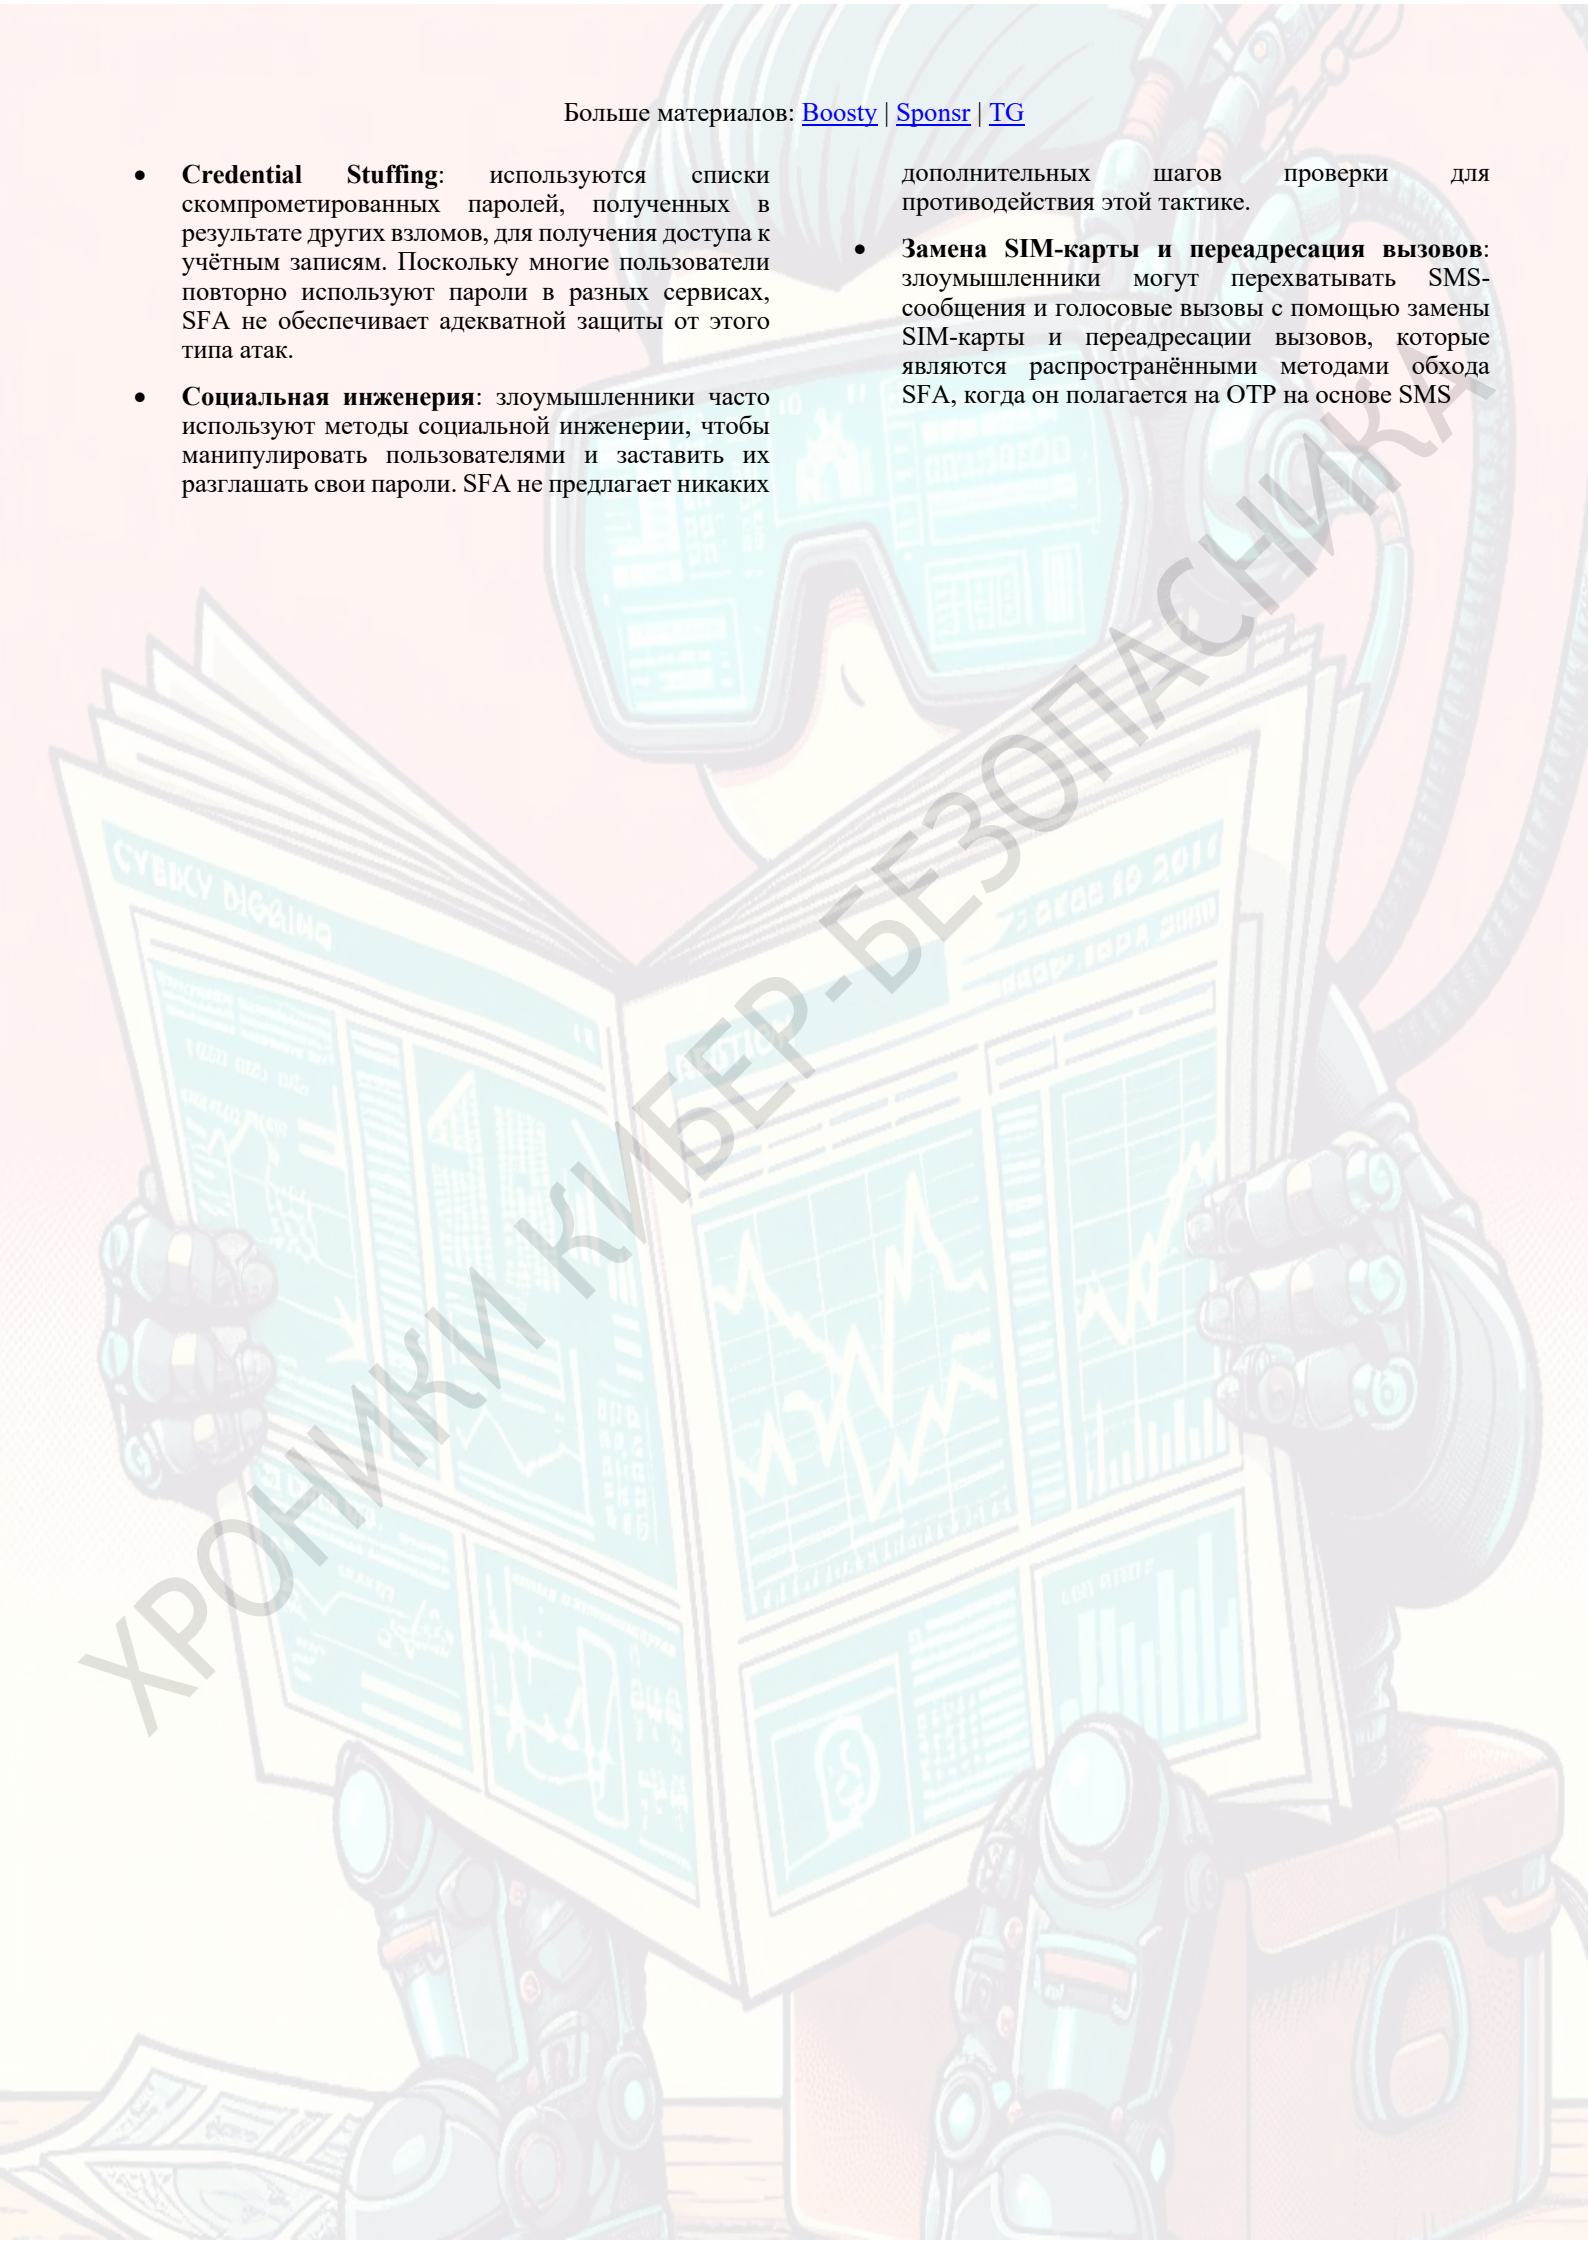 Больше материалов: Boosty | Sponsr | TG
• Credential Stuffing: используются списки
скомпрометированных паролей, полученных в
результате других взломов, для получения доступа к
учётным записям. Поскольку многие пользователи
повторно используют пароли в разных сервисах,
SFA не обеспечивает адекватной защиты от этого
типа атак.
• Социальная инженерия: злоумышленники часто
используют методы социальной инженерии, чтобы
манипулировать пользователями и заставить их
разглашать свои пароли. SFA не предлагает никаких
дополнительных шагов проверки для
противодействия этой тактике.
• Замена SIM-карты и переадресация вызовов:
злоумышленники могут перехватывать SMS-
сообщения и голосовые вызовы с помощью замены
SIM-карты и переадресации вызовов, которые
являются распространёнными методами обхода
SFA, когда он полагается на OTP на основе SMS
ХРОНИКИ КИБЕР-БЕЗОПАСНИКА